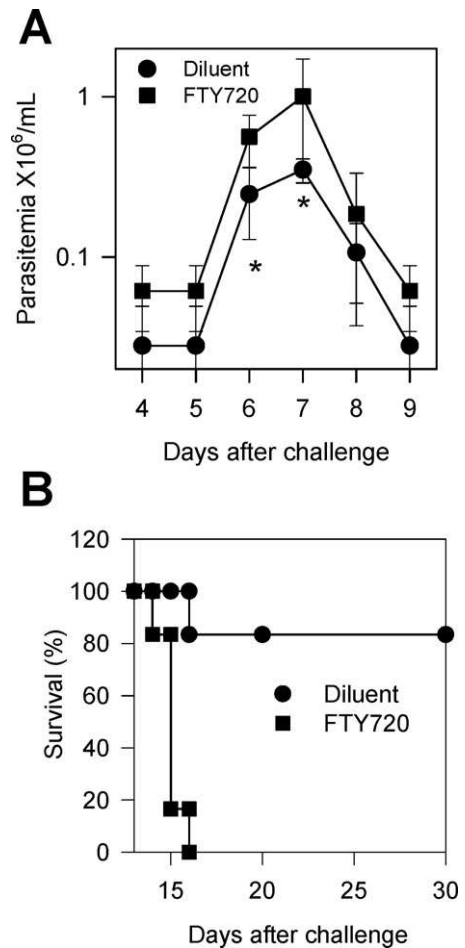 A
Diluent
FTY720
Parasitemia X10⁶/mL
1
0.1
*
*
4 5 6 7 8 9
Days after challenge
B
Survival (%)
120
100
80
60
40
20
0
Diluent
FTY720
15 20 25 30
Days after challenge